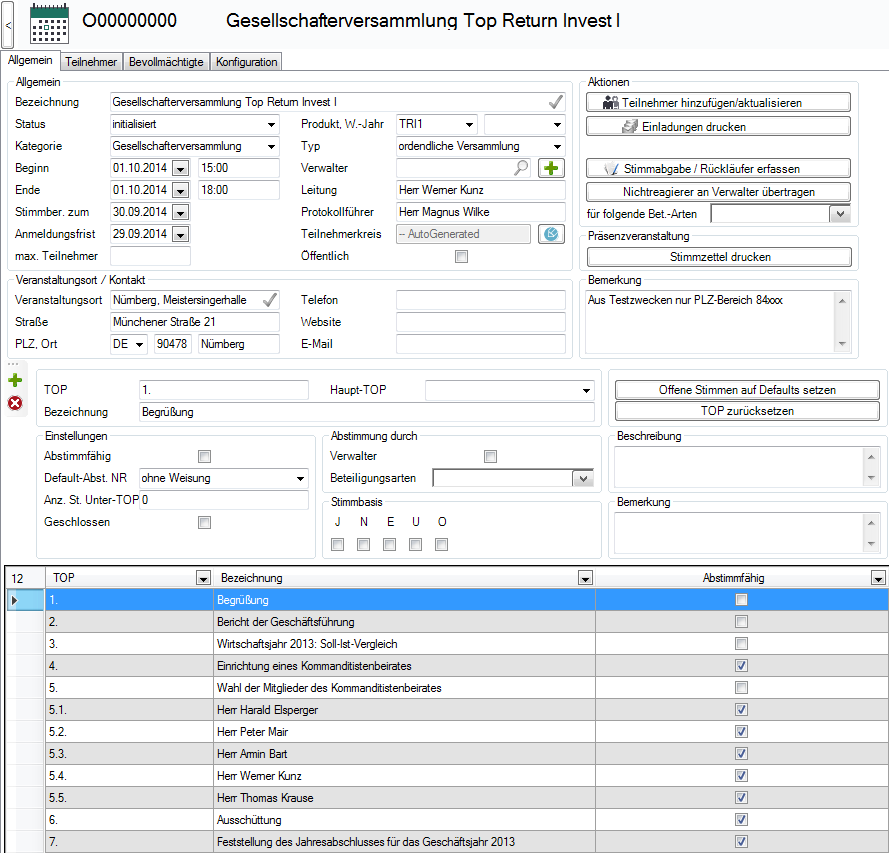 <
O00000000 Gesellschafterversammlung Top Return Invest I
Allgemein Teilnehmer Bevollmächtigte Konfiguration
Allgemein
Bezeichnung Gesellschafterversammlung Top Return Invest I
Status initialisiert Produkt, W.-Jahr TRI1
Kategorie Gesellschafterversammlung Typ ordendliche Versammlung
Beginn 01.10.2014 15:00 Verwalter
Ende 01.10.2014 18:00 Leitung Herr Werner Kunz
Stimmber. zum 30.09.2014 Protokollführer Herr Magnus Wilke
Anmeldungsfrist 29.09.2014 Teilnehmerkreis -- AutoGenerated
max. Teilnehmer Öffentlich
Aktionen
Teilnehmer hinzufügen/aktualisieren
Einladungen drucken
Stimmabgabe / Rückläufer erfassen
Nichtreagierer an Verwalter übertragen
für folgende Bet.-Arten
Präsenzveranstaltung
Stimmzettel drucken
Veranstaltungsort / Kontakt
Veranstaltungsort Nürnberg, Meistersingerhalle Telefon
Straße Münchener Straße 21 Website
PLZ, Ort DE 90478 Nürnberg E-Mail
Bemerkung
Aus Testzwecken nur PLZ-Bereich 84xxx
TOP 1. Haupt-TOP
Bezeichnung Begrüßung
Offene Stimmen auf Defaults setzen
TOP zurücksetzen
Einstellungen
Abstimmfähig
Default-Abst. NR ohne Weisung
Anz. St. Unter-TOP 0
Geschlossen
Abstimmung durch
Verwalter
Beteiligungsarten
Stimmbasis
J N E U O
Beschreibung
Bemerkung
12 TOP Bezeichnung Abstimmfähig
1. Begrüßung
2. Bericht der Geschäftsführung
3. Wirtschaftsjahr 2013: Soll-Ist-Vergleich
4. Einrichtung eines Kommanditistenbeirates
5. Wahl der Mitglieder des Kommanditistenbeirates
5.1. Herr Harald Elsperger
5.2. Herr Peter Mair
5.3. Herr Armin Bart
5.4. Herr Werner Kunz
5.5. Herr Thomas Krause
6. Ausschüttung
7. Feststellung des Jahresabschlusses für das Geschäftsjahr 2013